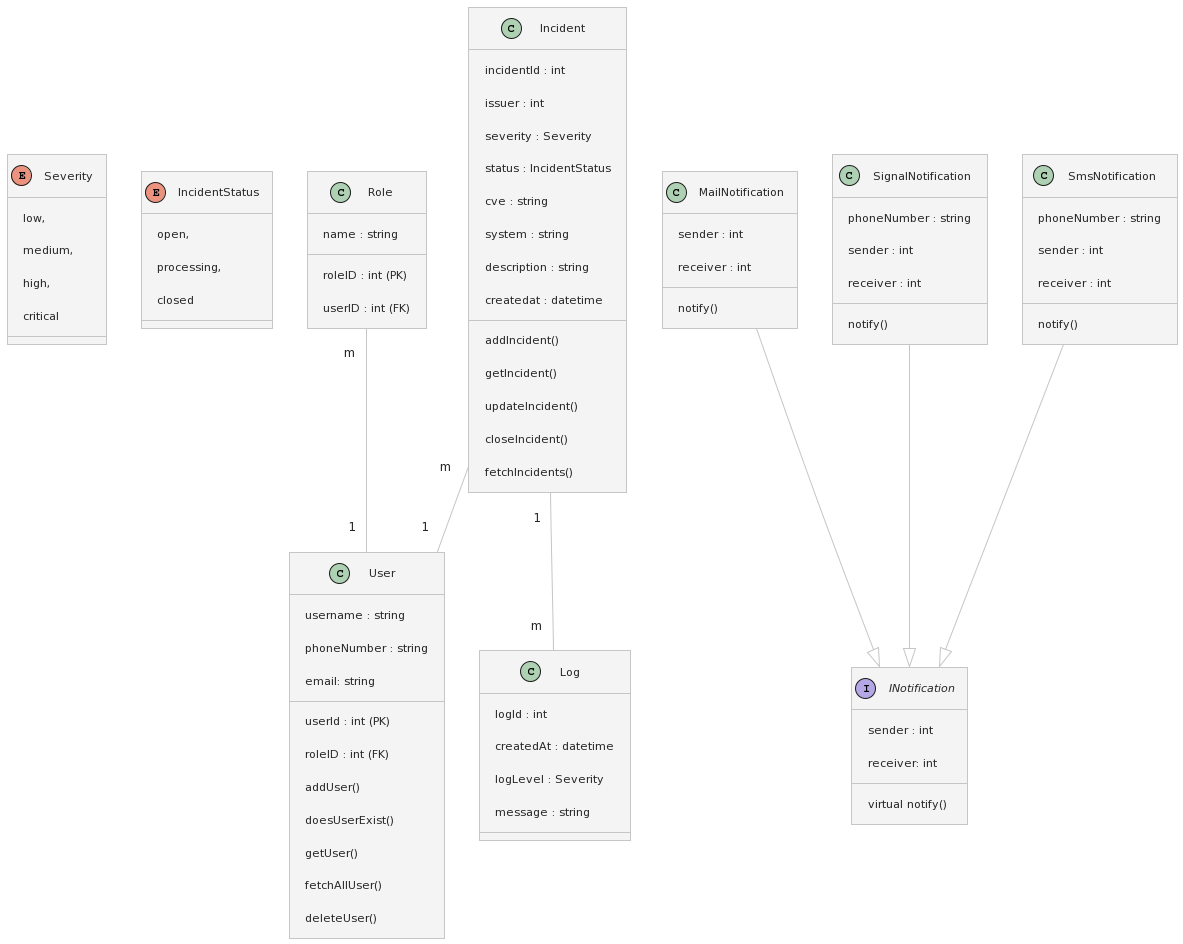 C Incident
incidentId : int
issuer : int
severity : Severity
status : IncidentStatus
cve : string
system : string
description : string
createdat : datetime
addIncident()
getIncident()
updateIncident()
closeIncident()
fetchIncidents()
E Severity
low,
medium,
high,
critical
E IncidentStatus
open,
processing,
closed
C Role
name : string
roleID : int (PK)
userID : int (FK)
C MailNotification
sender : int
receiver : int
notify()
C SignalNotification
phoneNumber : string
sender : int
receiver : int
notify()
C SmsNotification
phoneNumber : string
sender : int
receiver : int
notify()
m
1
m
1
1
m
C User
username : string
phoneNumber : string
email: string
userId : int (PK)
roleID : int (FK)
addUser()
doesUserExist()
getUser()
fetchAllUser()
deleteUser()
C Log
logId : int
createdAt : datetime
logLevel : Severity
message : string
I INotification
sender : int
receiver: int
virtual notify()